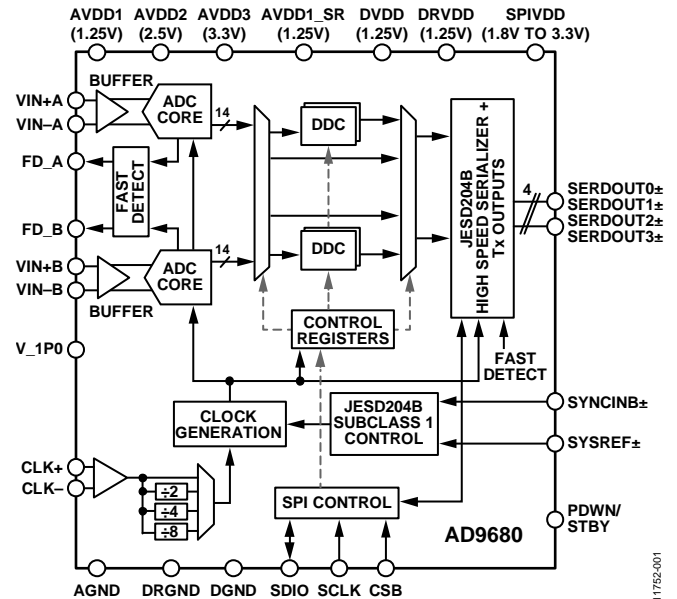 AVDD1 AVDD2 AVDD3 AVDD1_SR DVDD DRVDD SPIVDD
(1.25V) (2.5V) (3.3V) (1.25V) (1.25V) (1.25V) (1.8V TO 3.3V)
BUFFER
VIN+A
VIN–A
ADC
CORE
14
DDC
FD_A
FAST
DETECT
FD_B
VIN+B
VIN–B
ADC
CORE
14
DDC
BUFFER
JESD204B
HIGH SPEED SERIALIZER +
Tx OUTPUTS
4
SERDOUT0±
SERDOUT1±
SERDOUT2±
SERDOUT3±
CONTROL
REGISTERS
V_1P0
FAST
DETECT
CLOCK
GENERATION
JESD204B
SUBCLASS 1
CONTROL
SYNCINB±
SYSREF±
CLK+
CLK–
÷2
÷4
÷8
SPI CONTROL
PDWN/
STBY
AD9680
AGND DRGND DGND SDIO SCLK CSB
11752-001